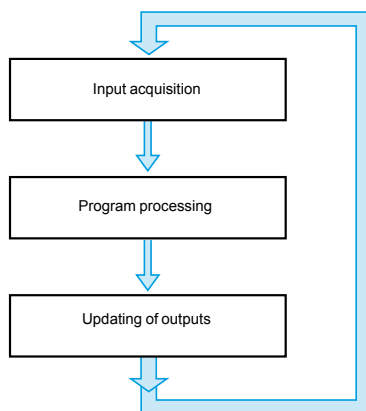 Input acquisition
Program processing
Updating of outputs